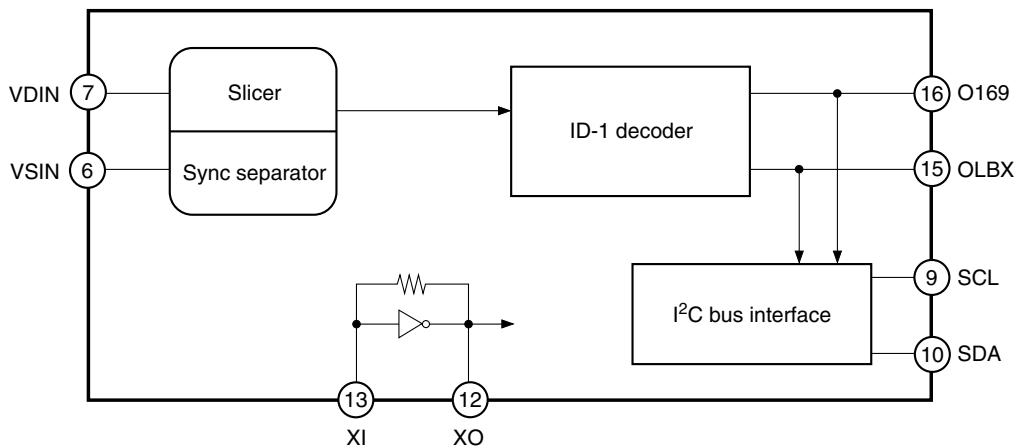 VDIN
7
Slicer
VSIN
6
Sync separator
ID-1 decoder
16
O169
15
OLBX
I²C bus interface
9
SCL
10
SDA
13
XI
12
XO